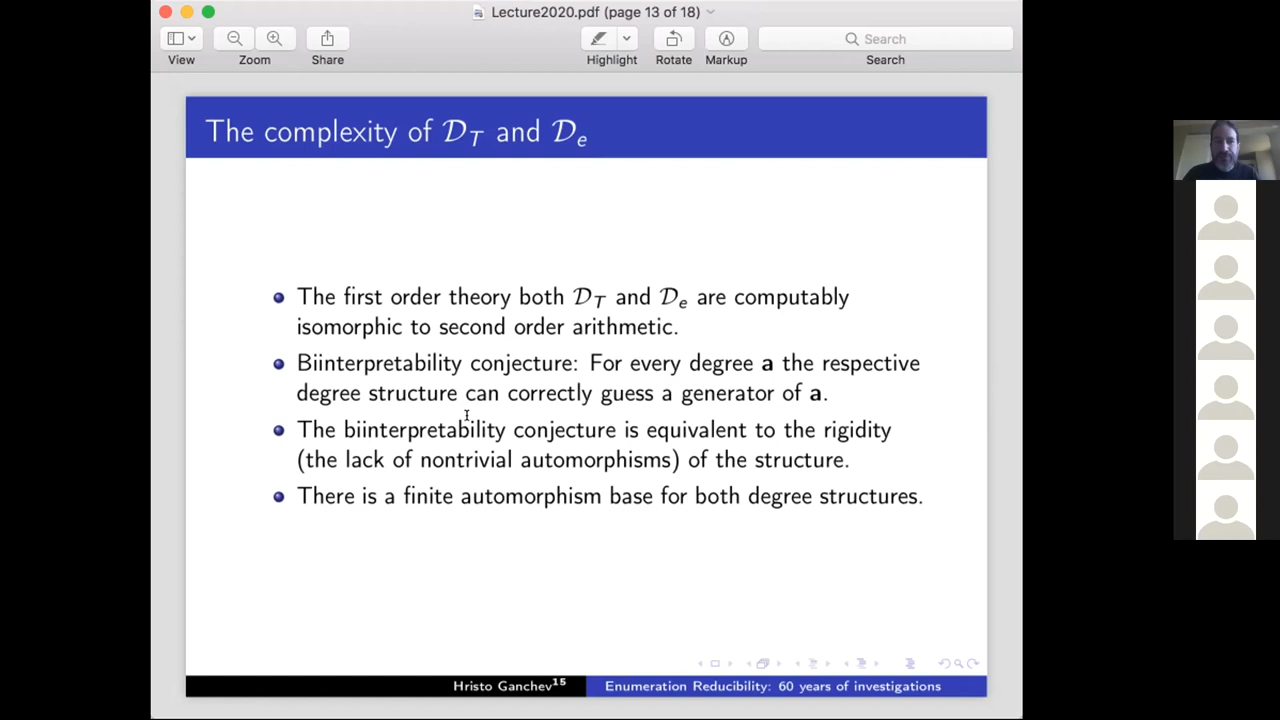 Lecture2020.pdf (page 13 of 18)
View
Zoom
Share
Highlight
Rotate
Markup
Search
Search
The complexity of 𝒟_T and 𝒟_e
The first order theory both 𝒟_T and 𝒟_e are computably
isomorphic to second order arithmetic.
Biinterpretability conjecture: For every degree a the respective
degree structure can correctly guess a generator of a.
The biinterpretability conjecture is equivalent to the rigidity
(the lack of nontrivial automorphisms) of the structure.
There is a finite automorphism base for both degree structures.
Hristo Ganchev¹⁵
Enumeration Reducibility: 60 years of investigations